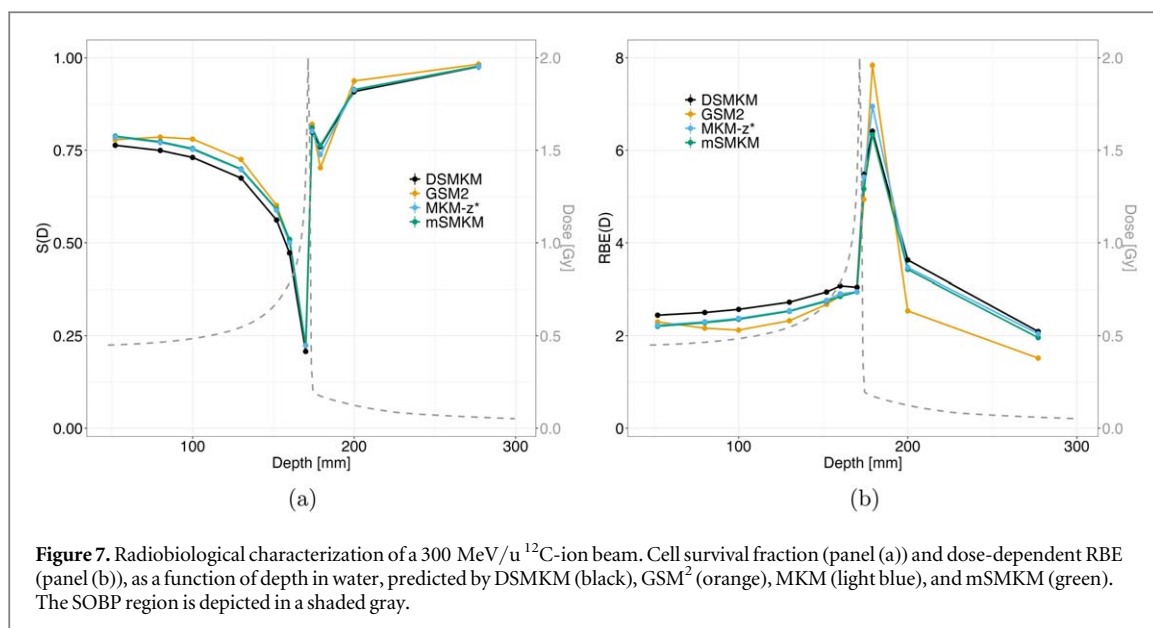 1.00
0.75
0.50
0.25
0.00
S(D)
100
200
300
Depth [mm]
2.0
1.5
1.0
0.5
0.0
Dose [Gy]
DSMKM
GSM2
MKM-z*
mSMKM
(a)
8
6
4
2
0
RBE(D)
100
200
300
Depth [mm]
2.0
1.5
1.0
0.5
0.0
Dose [Gy]
DSMKM
GSM2
MKM-z*
mSMKM
(b)
Figure 7. Radiobiological characterization of a 300 MeV/u ¹²C-ion beam. Cell survival fraction (panel (a)) and dose-dependent RBE
(panel (b)), as a function of depth in water, predicted by DSMKM (black), GSM² (orange), MKM (light blue), and mSMKM (green).
The SOBP region is depicted in a shaded gray.